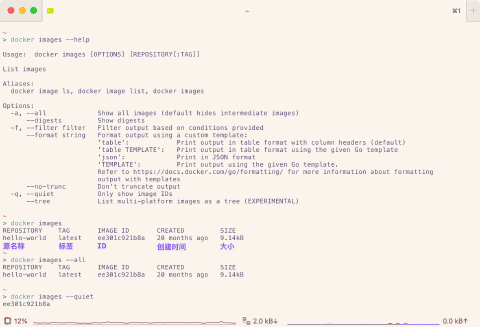 ~
⌘1
~
> docker images --help
Usage:  docker images [OPTIONS] [REPOSITORY[:TAG]]
List images
Aliases:
  docker image ls, docker image list, docker images
Options:
  -a, --all             Show all images (default hides intermediate images)
      --digests         Show digests
  -f, --filter filter   Filter output based on conditions provided
      --format string   Format output using a custom template:
                        'table':            Print output in table format with column headers (default)
                        'table TEMPLATE':   Print output in table format using the given Go template
                        'json':             Print in JSON format
                        'TEMPLATE':         Print output using the given Go template.
                        Refer to https://docs.docker.com/go/formatting/ for more information about formatting
                        output with templates
      --no-trunc        Don't truncate output
  -q, --quiet           Only show image IDs
      --tree            List multi-platform images as a tree (EXPERIMENTAL)
~
> docker images
REPOSITORY    TAG       IMAGE ID       CREATED         SIZE
hello-world   latest    ee301c921b8a   20 months ago   9.14kB
源名称 标签 ID 创建时间 大小
~
> docker images --all
REPOSITORY    TAG       IMAGE ID       CREATED         SIZE
hello-world   latest    ee301c921b8a   20 months ago   9.14kB
~
> docker images --quiet
ee301c921b8a
12% 2.0 kB↓ 0.0 kB↑